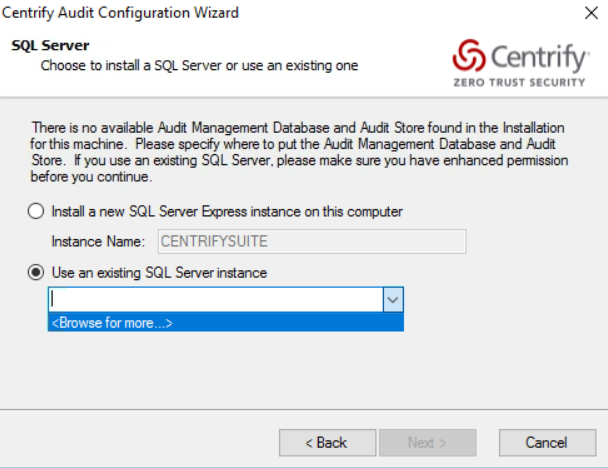 Centrify Audit Configuration Wizard
SQL Server
Choose to install a SQL Server or use an existing one
Centrify
ZERO TRUST SECURITY
There is no available Audit Management Database and Audit Store found in the Installation
for this machine. Please specify where to put the Audit Management Database and Audit
Store. If you use an existing SQL Server, please make sure you have enhanced permission
before you continue.
Install a new SQL Server Express instance on this computer
Instance Name: CENTRIFYSUITE
Use an existing SQL Server instance
<Browse for more...>
< Back Next > Cancel